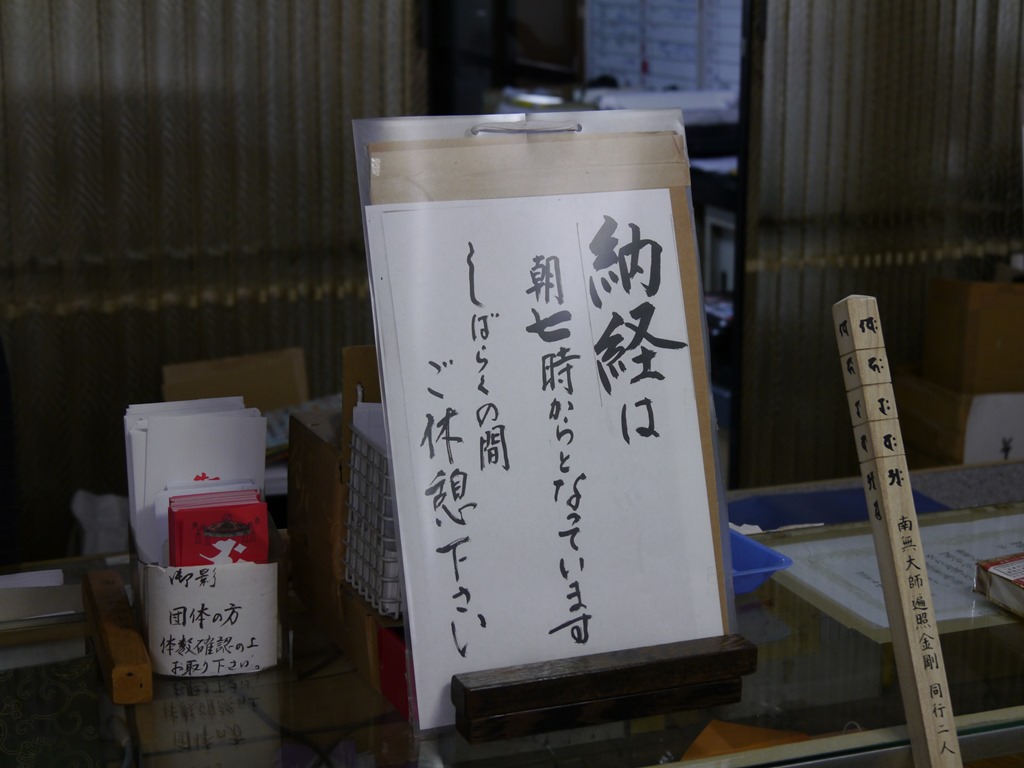 納経は
朝七時からとなっています
しばらくの間
ご休憩下さい
御影
団体の方
体数確認の上
お取り下さい。
南無大師遍照金剛 同行二人